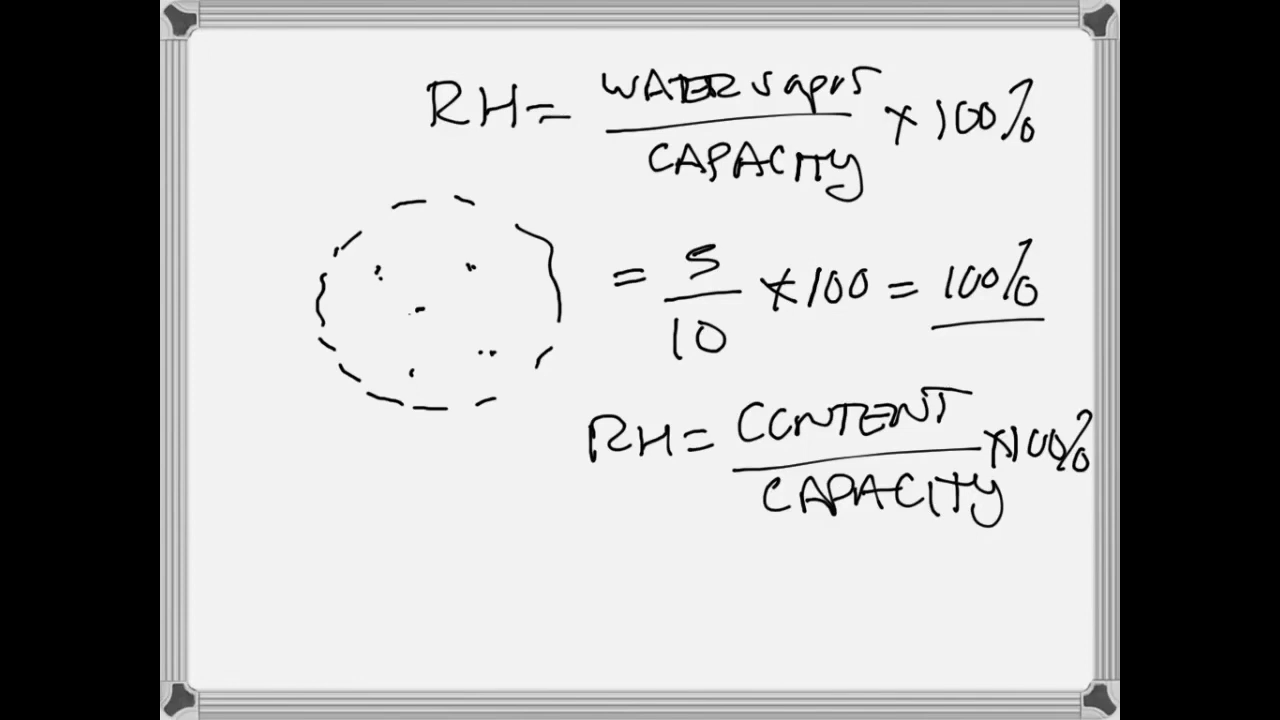 RH = WATER vapor / CAPACITY × 100%
= 5 / 10 × 100 = 100%
RH = CONTENT / CAPACITY × 100%